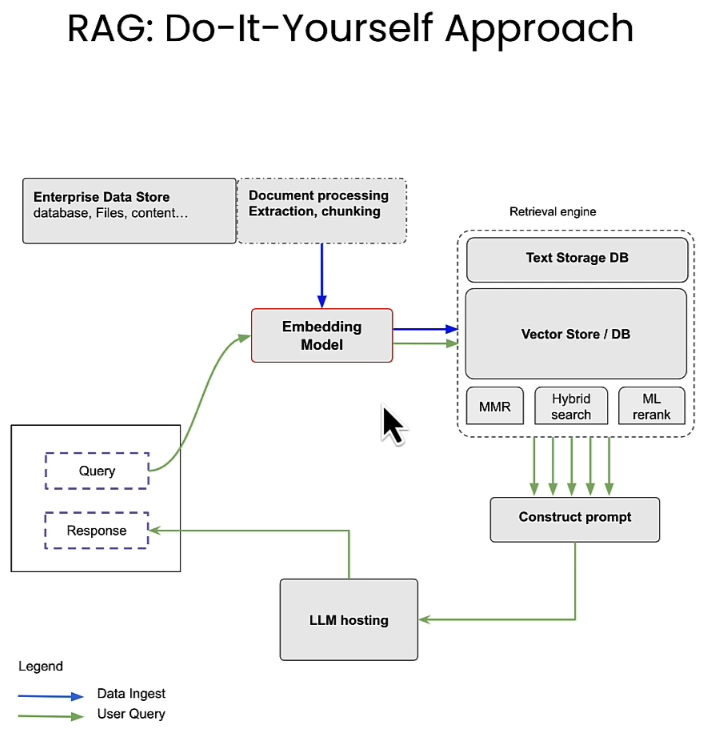 RAG: Do-It-Yourself Approach
Enterprise Data Store
database, Files, content...
Document processing
Extraction, chunking
Retrieval engine
Text Storage DB
Embedding
Model
Vector Store / DB
MMR
Hybrid
search
ML
rerank
Query
Response
Construct prompt
LLM hosting
Legend
Data Ingest
User Query